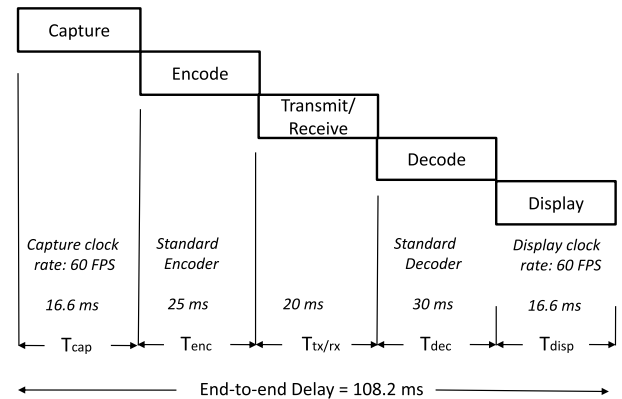 Capture
Encode
Transmit/
Receive
Decode
Display
Capture clock
rate: 60 FPS
Standard
Encoder
Standard
Decoder
Display clock
rate: 60 FPS
16.6 ms
25 ms
20 ms
30 ms
16.6 ms
Tcap
Tenc
Ttx/rx
Tdec
Tdisp
End-to-end Delay = 108.2 ms